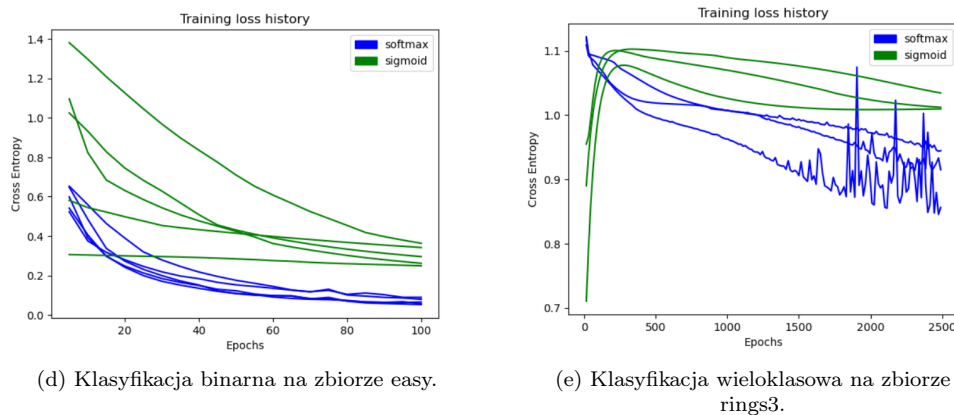 Training loss history
1.4
1.2
1.0
0.8
0.6
0.4
0.2
0.0
Cross Entropy
softmax
sigmoid
20
40
60
80
100
Epochs
(d) Klasyfikacja binarna na zbiorze easy.
Training loss history
1.1
1.0
0.9
0.8
0.7
Cross Entropy
softmax
sigmoid
0
500
1000
1500
2000
2500
Epochs
(e) Klasyfikacja wieloklasowa na zbiorze
rings3.